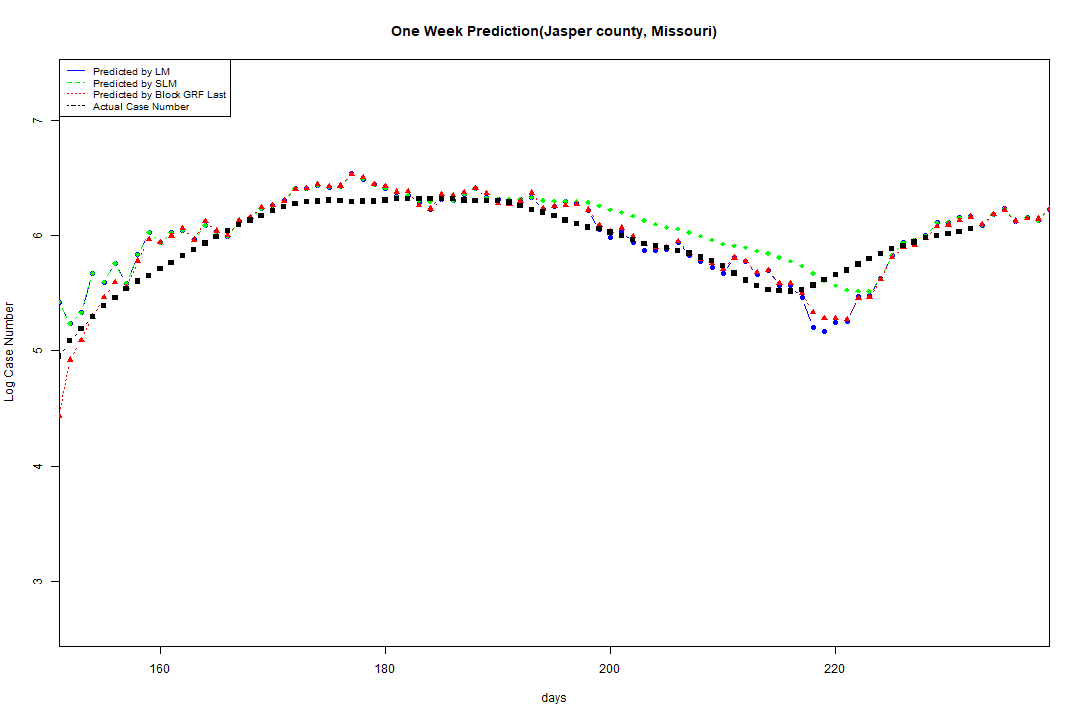 One Week Prediction(Jasper county, Missouri)
Predicted by LM
Predicted by SLM
Predicted by Block GRF Last
Actual Case Number
7
6
5
4
3
Log Case Number
160 180 200 220
days